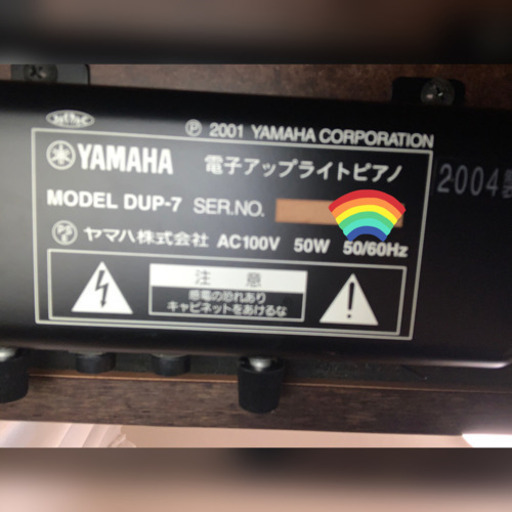 Ⓟ 2001 YAMAHA CORPORATION
YAMAHA 電子アップライトピアノ
2004
MODEL DUP-7 SER.NO.
PSE ヤマハ株式会社 AC100V 50W 50/60Hz
注意
感電の恐れあり
キャビネットをあけるな